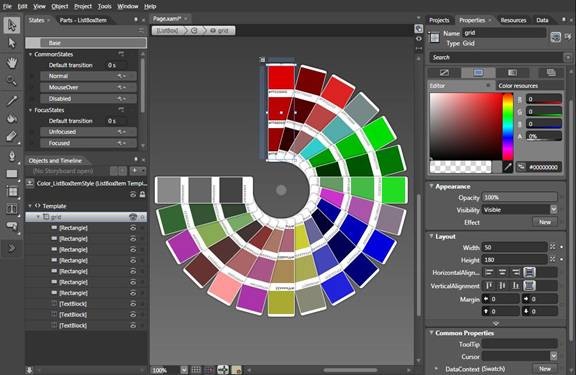 File Edit View Object Project Tools Window Help
States × Parts - ListBoxItem
Base
CommonStates
Default transition 0 s
Normal
MouseOver
Disabled
FocusStates
Default transition 0 s
Unfocused
Focused
Objects and Timeline
(No Storyboard open)
Color_ListBoxItemStyle (ListBoxItem Templ...
Template
grid
[Rectangle]
[Rectangle]
[Rectangle]
[Rectangle]
[Rectangle]
[Rectangle]
[TextBlock]
[TextBlock]
[TextBlock]
Page.xaml* ×
[ListBox]
grid
100%
Projects Properties × Resources Data
Name grid
Type Grid
Search
Editor Color resources
R 0
G 0
B 0
A 0%
#00000000
Appearance
Opacity 100%
Visibility Visible
Effect New
Layout
Width 50
Height 180
HorizontalAlign...
VerticalAlignment
Margin 0 0
0 0
Common Properties
ToolTip
Cursor
DataContext (Swatch) New